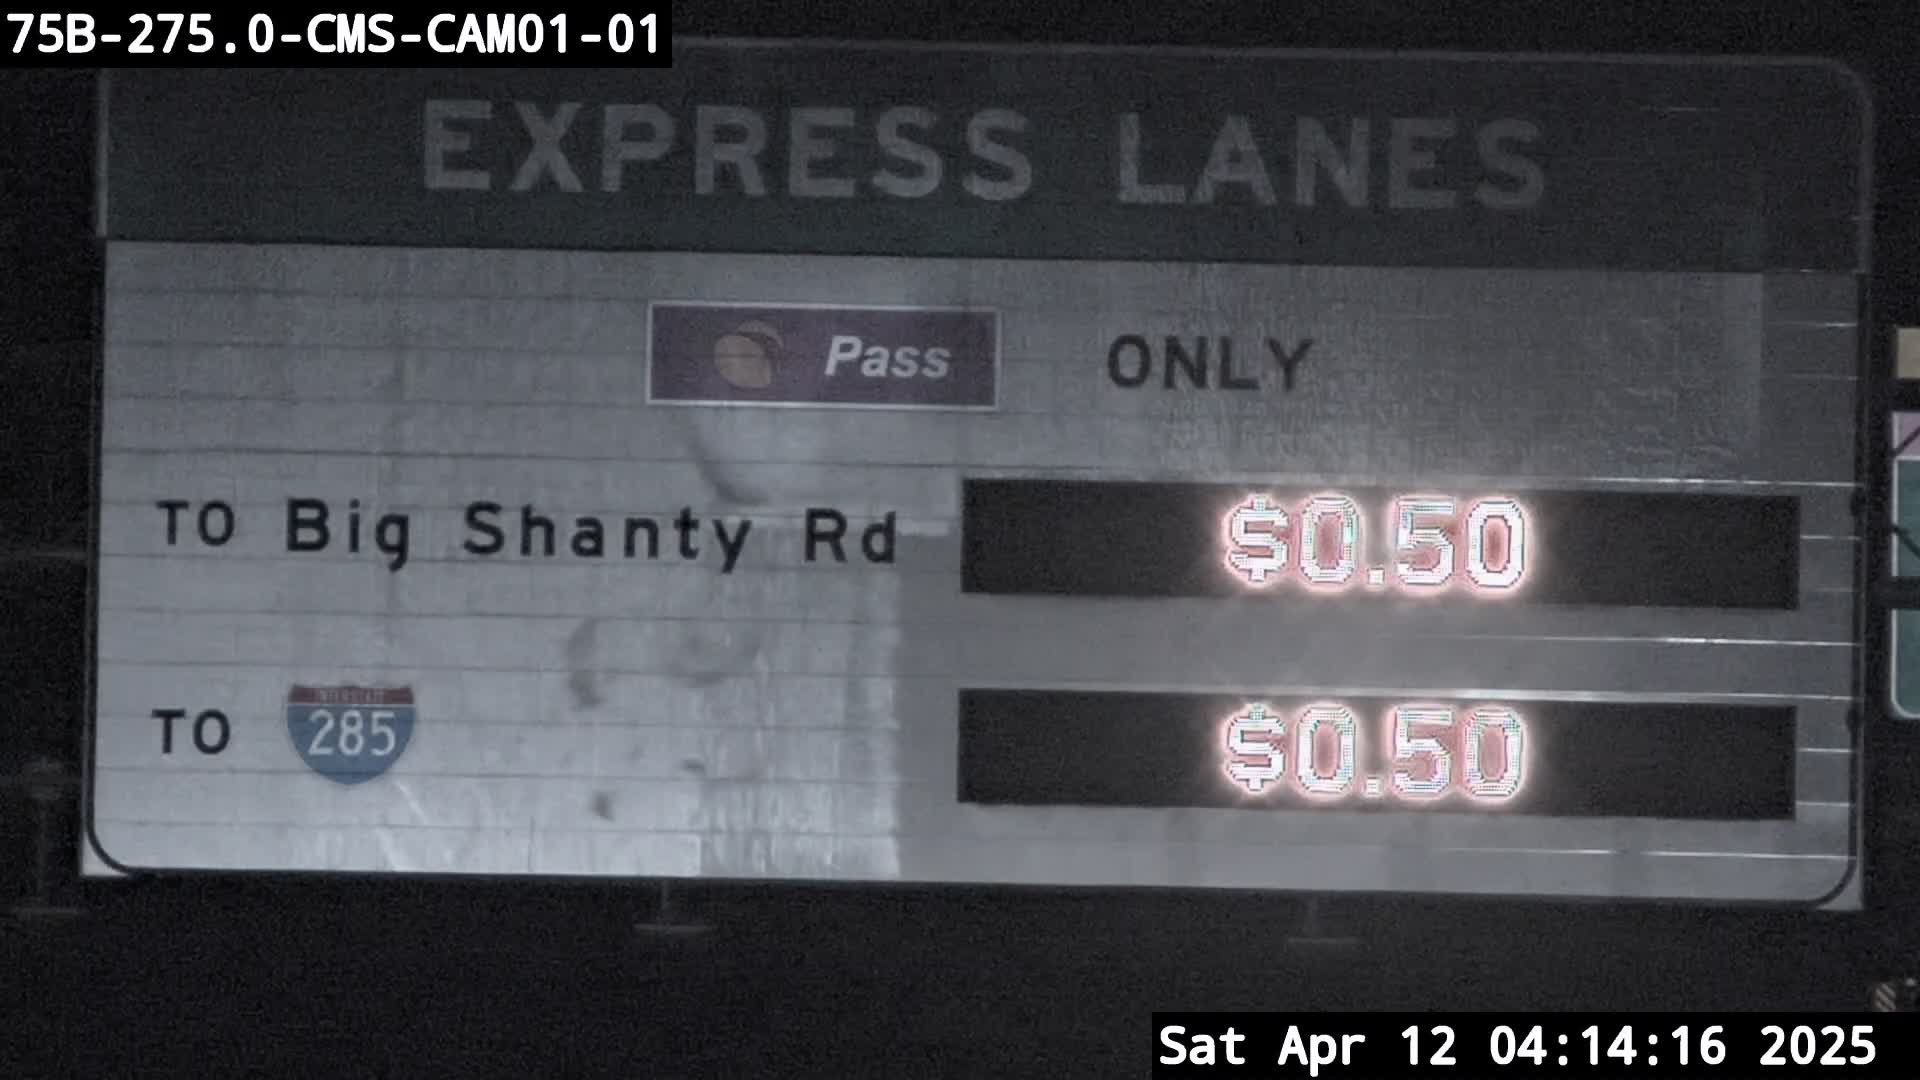 75B-275.0-CMS-CAM01-01
EXPRESS LANES
Pass ONLY
TO Big Shanty Rd $0.50
TO INTERSTATE 285 $0.50
Sat Apr 12 04:14:16 2025